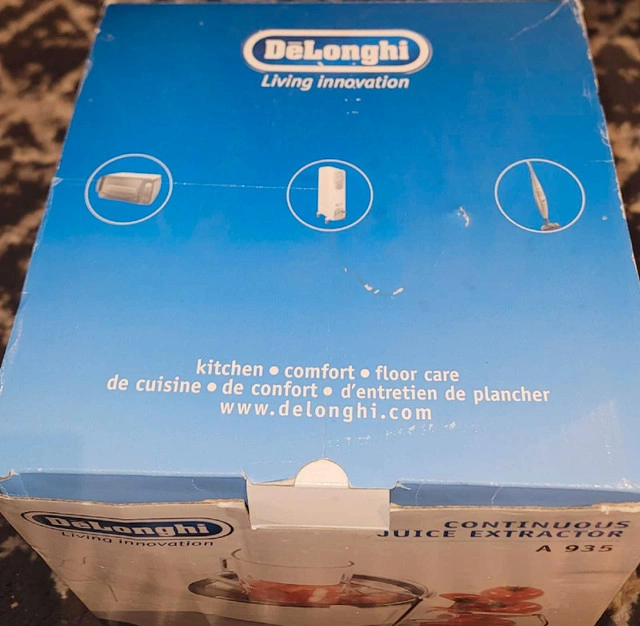 DeLonghi
Living innovation
kitchen • comfort • floor care
de cuisine • de confort • d'entretien de plancher
www.delonghi.com
DeLonghi
Living innovation
CONTINUOUS
JUICE EXTRACTOR
A 935